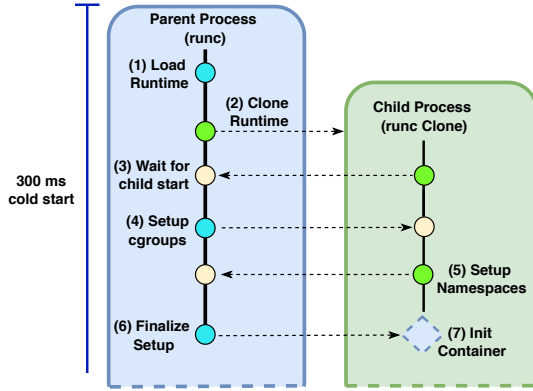 Parent Process
(runc)
(1) Load
Runtime
(2) Clone
Runtime
Child Process
(runc Clone)
(3) Wait for
child start
300 ms
cold start
(4) Setup
cgroups
(5) Setup
Namespaces
(6) Finalize
Setup
(7) Init
Container